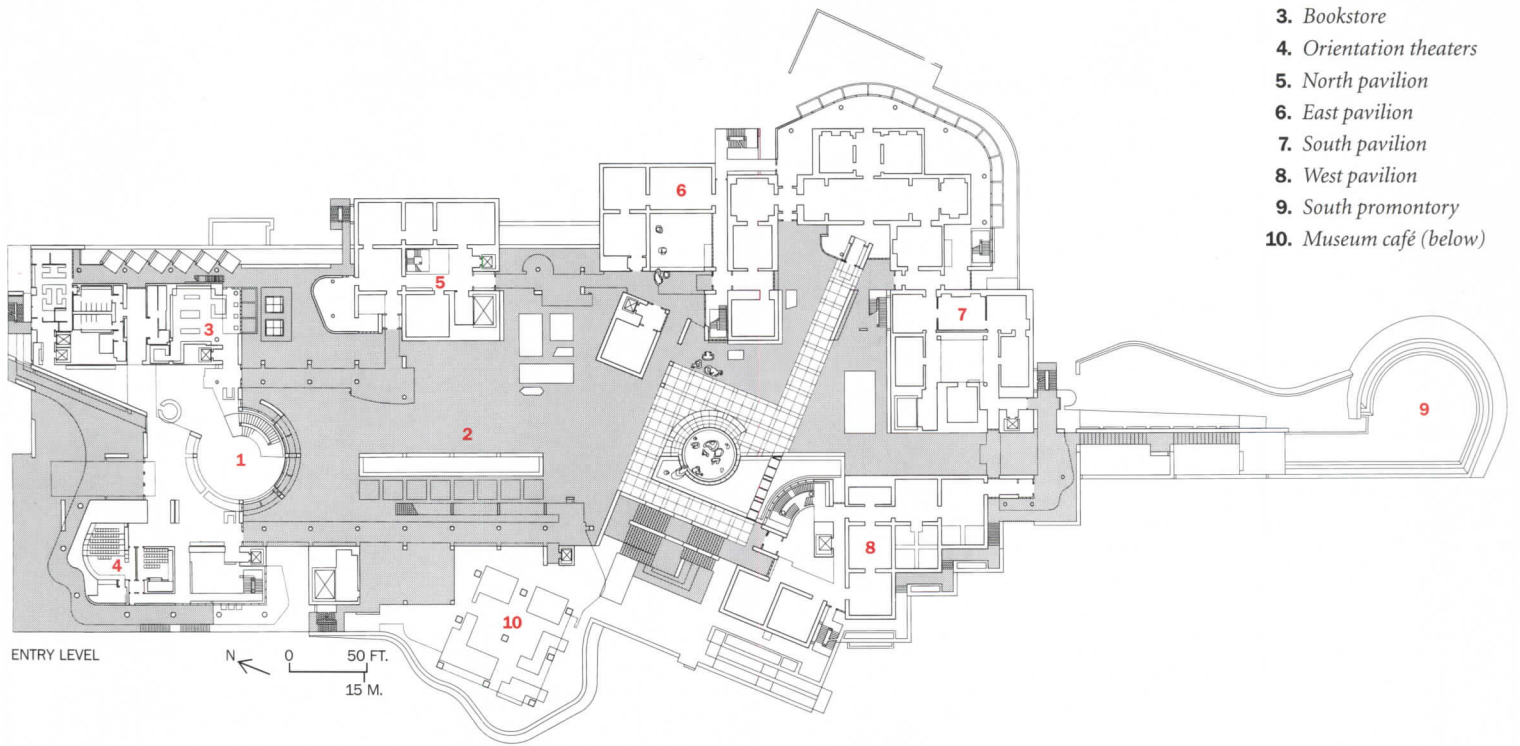 3. Bookstore
4. Orientation theaters
5. North pavilion
6. East pavilion
7. South pavilion
8. West pavilion
9. South promontory
10. Museum café (below)
6
5
3
7
9
2
1
8
4
10
ENTRY LEVEL
N
0 50 FT.
15 M.